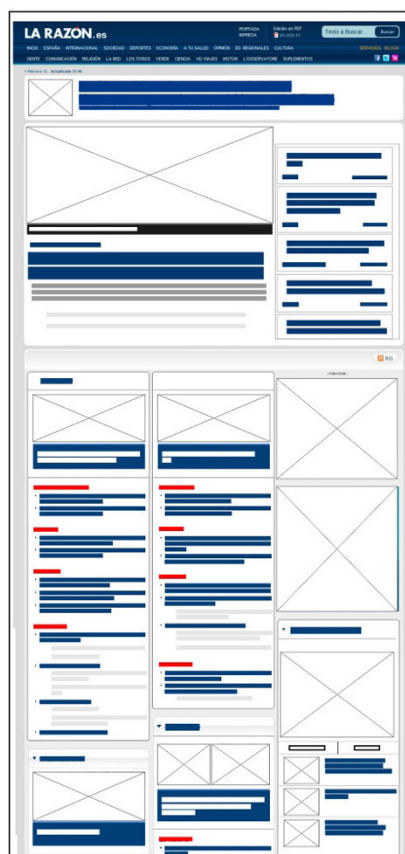 LA RAZÓN.es
PORTADA IMPRESA
Edición en PDF
Texto a Buscar...
Buscar
INICIO ESPAÑA INTERNACIONAL SOCIEDAD DEPORTES ECONOMÍA A TU SALUD OPINIÓN ED. REGIONALES CULTURA SERVICIOS BLOGS
GENTE COMUNICACIÓN RELIGIÓN LA RED LOS TOROS VERDE CIENCIA VD VIAJES MOTOR L'OSSERVATORE SUPLEMENTOS
RSS